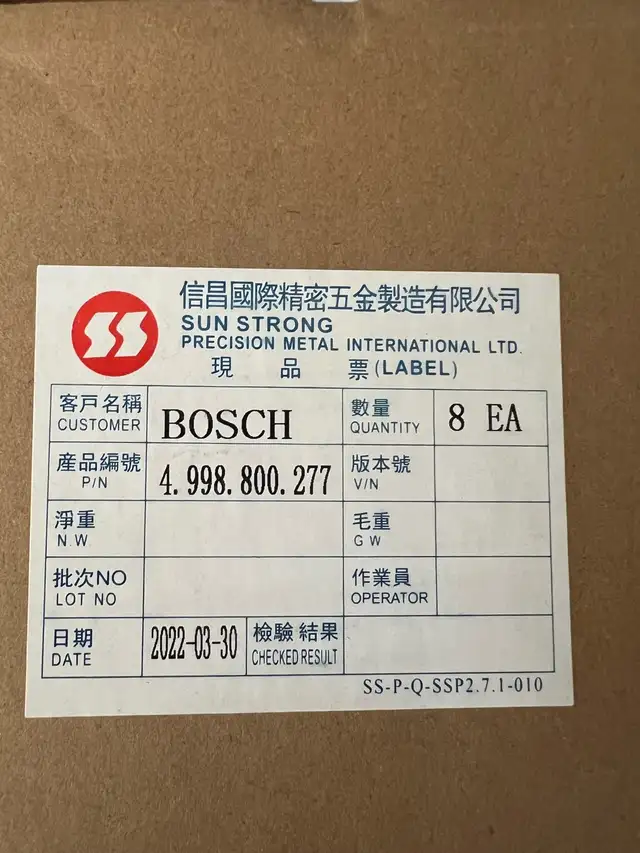 SS
信昌國際精密五金製造有限公司
SUN STRONG
PRECISION METAL INTERNATIONAL LTD.
現 品 票(LABEL)
客戶名稱
CUSTOMER
BOSCH
數量
QUANTITY
8 EA
產品編號
P/N
4.998.800.277
版本號
V/N
淨重
N.W
毛重
G W
批次NO
LOT NO
作業員
OPERATOR
日期
DATE
2022-03-30
檢驗 結果
CHECKED RESULT
SS-P-Q-SSP2.7.1-010